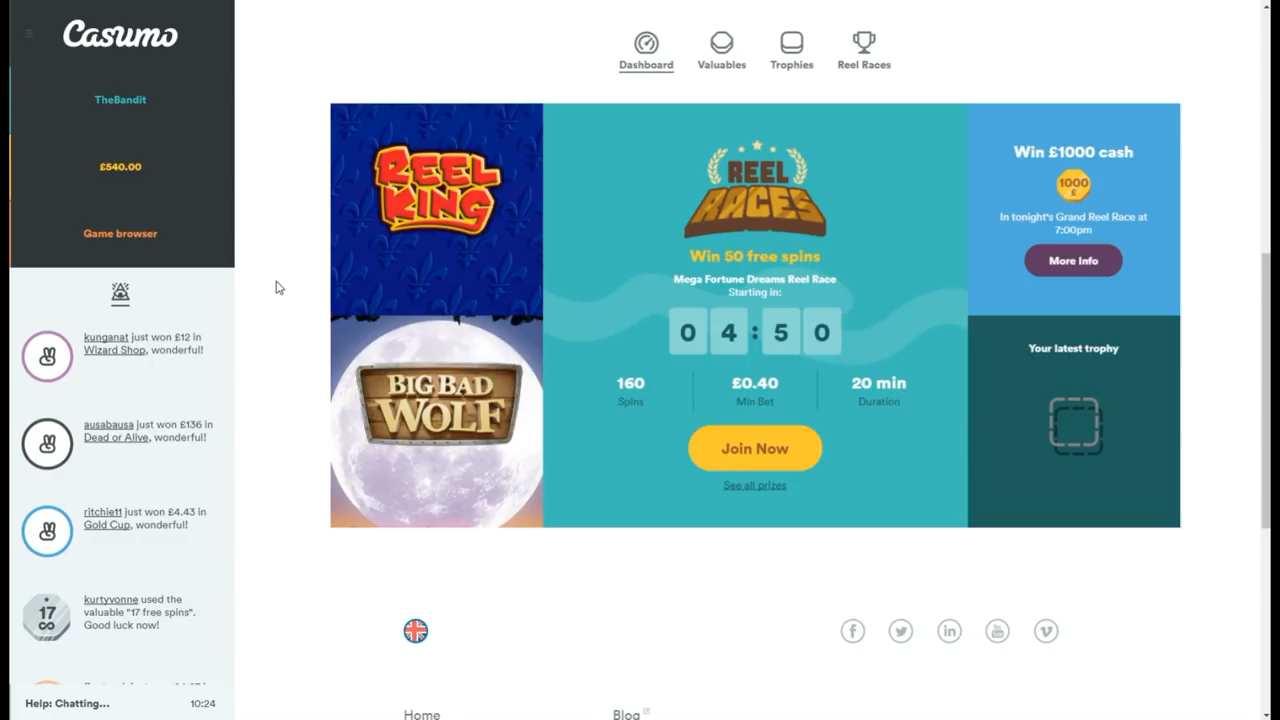 Casumo
TheBandit
£540.00
Game browser
kunganat just won £12 in
Wizard Shop, wonderful!
ausabausa just won £136 in
Dead or Alive, wonderful!
ritchie11 just won £4.43 in
Gold Cup, wonderful!
17
∞
kurtyvonne used the
valuable "17 free spins".
Good luck now!
Help: Chatting...
10:24
Dashboard
Valuables
Trophies
Reel Races
REEL
KING
BIG BAD
WOLF
REEL
RACES
Win 50 free spins
Mega Fortune Dreams Reel Race
Starting in:
0 4 : 5 0
160
Spins
£0.40
Min Bet
20 min
Duration
Join Now
See all prizes
Win £1000 cash
1000
£
In tonight's Grand Reel Race at
7:00pm
More Info
Your latest trophy
Home
Blog